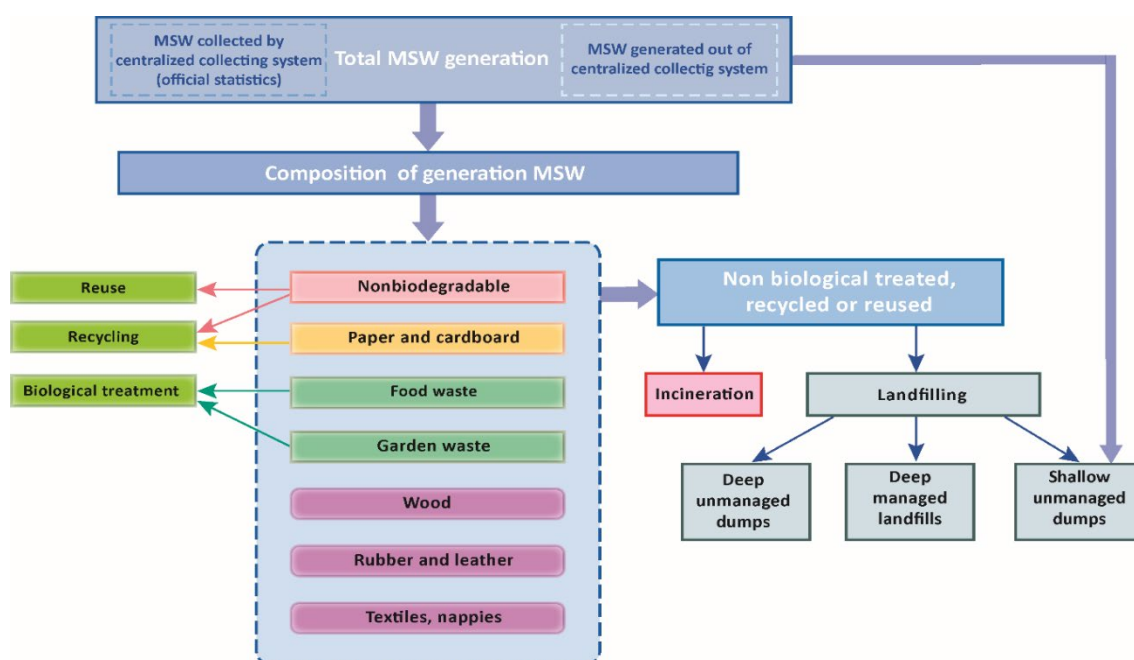 MSW collected by
centralized collecting system
(official statistics)
Total MSW generation
MSW generated out of
centralized collectig system
Composition of generation MSW
Reuse
Recycling
Biological treatment
Nonbiodegradable
Paper and cardboard
Food waste
Garden waste
Wood
Rubber and leather
Textiles, nappies
Non biological treated,
recycled or reused
Incineration
Landfilling
Deep
unmanaged
dumps
Deep
managed
landfills
Shallow
unmanaged
dumps